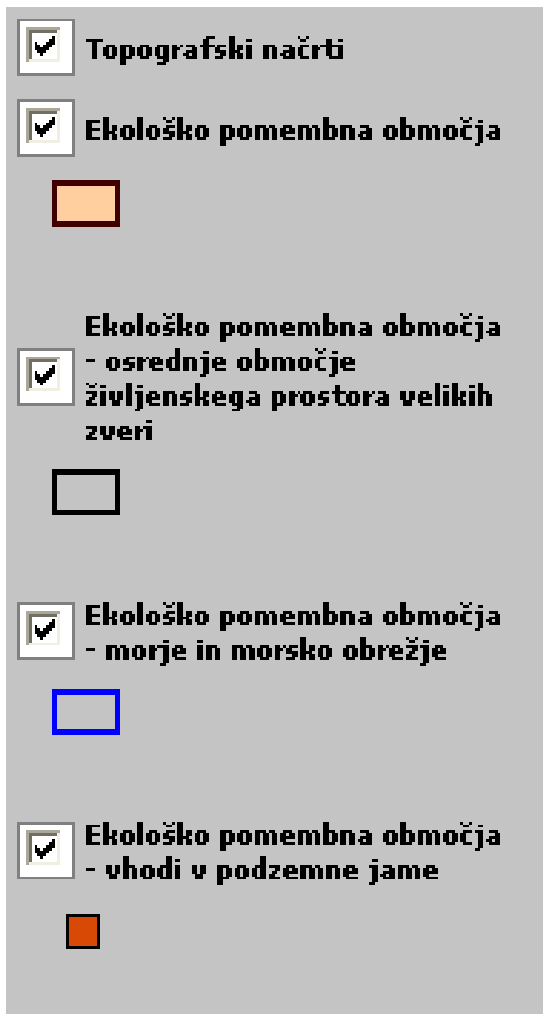 Topografski načrti
Ekološko pomembna območja
Ekološko pomembna območja
- osrednje območje
življenskega prostora velikih
zveri
Ekološko pomembna območja
- morje in morsko obrežje
Ekološko pomembna območja
- vhodi v podzemne jame